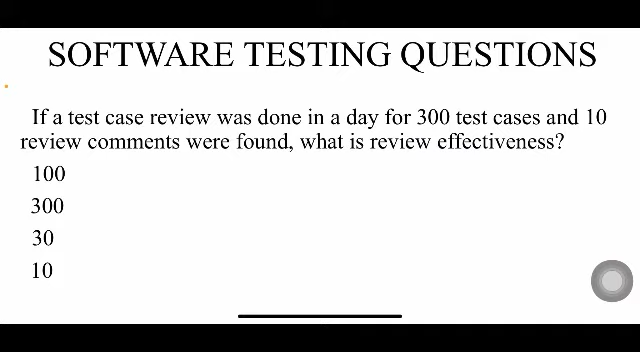 SOFTWARE TESTING QUESTIONS
If a test case review was done in a day for 300 test cases and 10
review comments were found, what is review effectiveness?
100
300
30
10